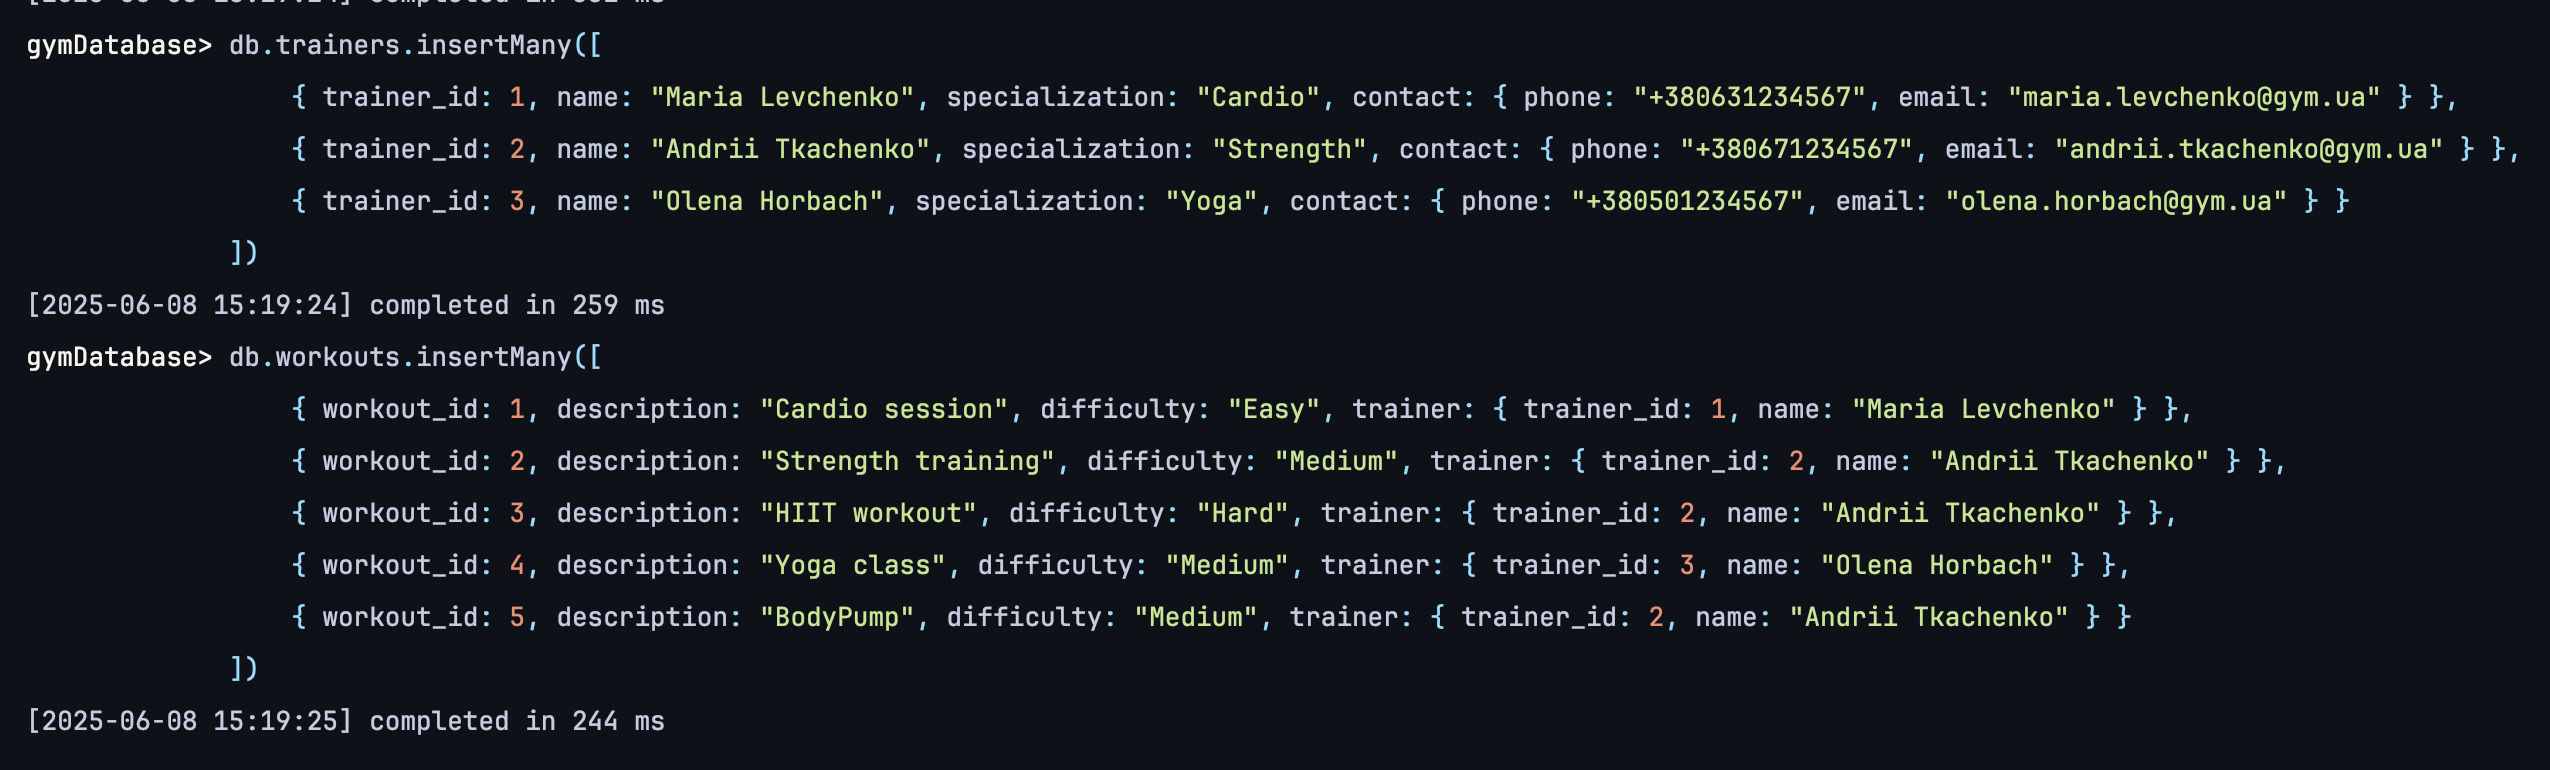 gymDatabase> db.trainers.insertMany([
{ trainer_id: 1, name: "Maria Levchenko", specialization: "Cardio", contact: { phone: "+380631234567", email: "maria.levchenko@gym.ua" } },
{ trainer_id: 2, name: "Andrii Tkachenko", specialization: "Strength", contact: { phone: "+380671234567", email: "andrii.tkachenko@gym.ua" } },
{ trainer_id: 3, name: "Olena Horbach", specialization: "Yoga", contact: { phone: "+380501234567", email: "olena.horbach@gym.ua" } }
])
[2025-06-08 15:19:24] completed in 259 ms
gymDatabase> db.workouts.insertMany([
{ workout_id: 1, description: "Cardio session", difficulty: "Easy", trainer: { trainer_id: 1, name: "Maria Levchenko" } },
{ workout_id: 2, description: "Strength training", difficulty: "Medium", trainer: { trainer_id: 2, name: "Andrii Tkachenko" } },
{ workout_id: 3, description: "HIIT workout", difficulty: "Hard", trainer: { trainer_id: 2, name: "Andrii Tkachenko" } },
{ workout_id: 4, description: "Yoga class", difficulty: "Medium", trainer: { trainer_id: 3, name: "Olena Horbach" } },
{ workout_id: 5, description: "BodyPump", difficulty: "Medium", trainer: { trainer_id: 2, name: "Andrii Tkachenko" } }
])
[2025-06-08 15:19:25] completed in 244 ms